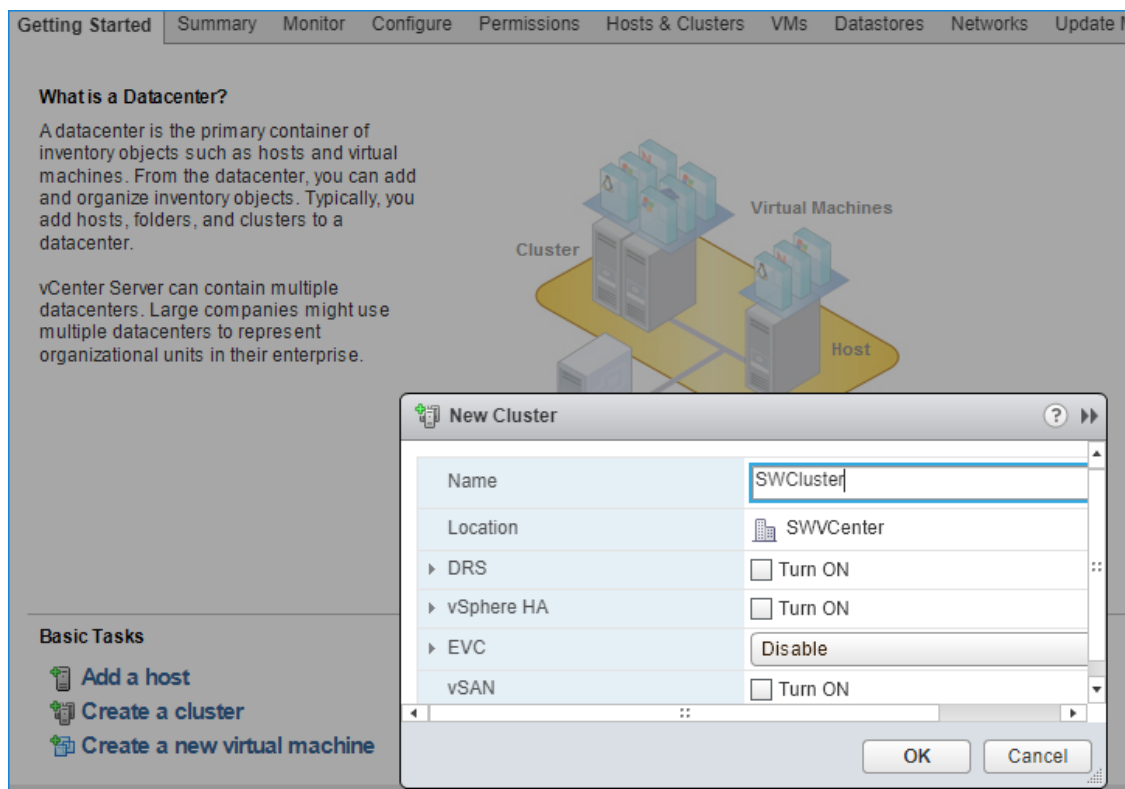 Getting Started Summary Monitor Configure Permissions Hosts & Clusters VMs Datastores Networks Update
What is a Datacenter?
A datacenter is the primary container of
inventory objects such as hosts and virtual
machines. From the datacenter, you can add
and organize inventory objects. Typically, you
add hosts, folders, and clusters to a
datacenter.
vCenter Server can contain multiple
datacenters. Large companies might use
multiple datacenters to represent
organizational units in their enterprise.
Virtual Machines
Cluster
Host
New Cluster
?
Name SWCluster
Location SWVCenter
DRS Turn ON
vSphere HA Turn ON
EVC Disable
vSAN Turn ON
OK Cancel
Basic Tasks
Add a host
Create a cluster
Create a new virtual machine